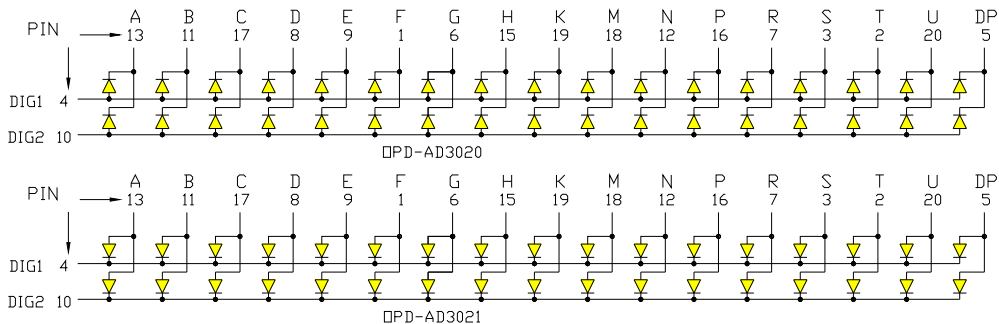 A B C D E F G H K M N P R S T U DP
PIN 13 11 17 8 9 1 6 15 19 18 12 16 7 3 2 20 5
DIG1 4
DIG2 10
OPD-AD3020
A B C D E F G H K M N P R S T U DP
PIN 13 11 17 8 9 1 6 15 19 18 12 16 7 3 2 20 5
DIG1 4
DIG2 10
OPD-AD3021